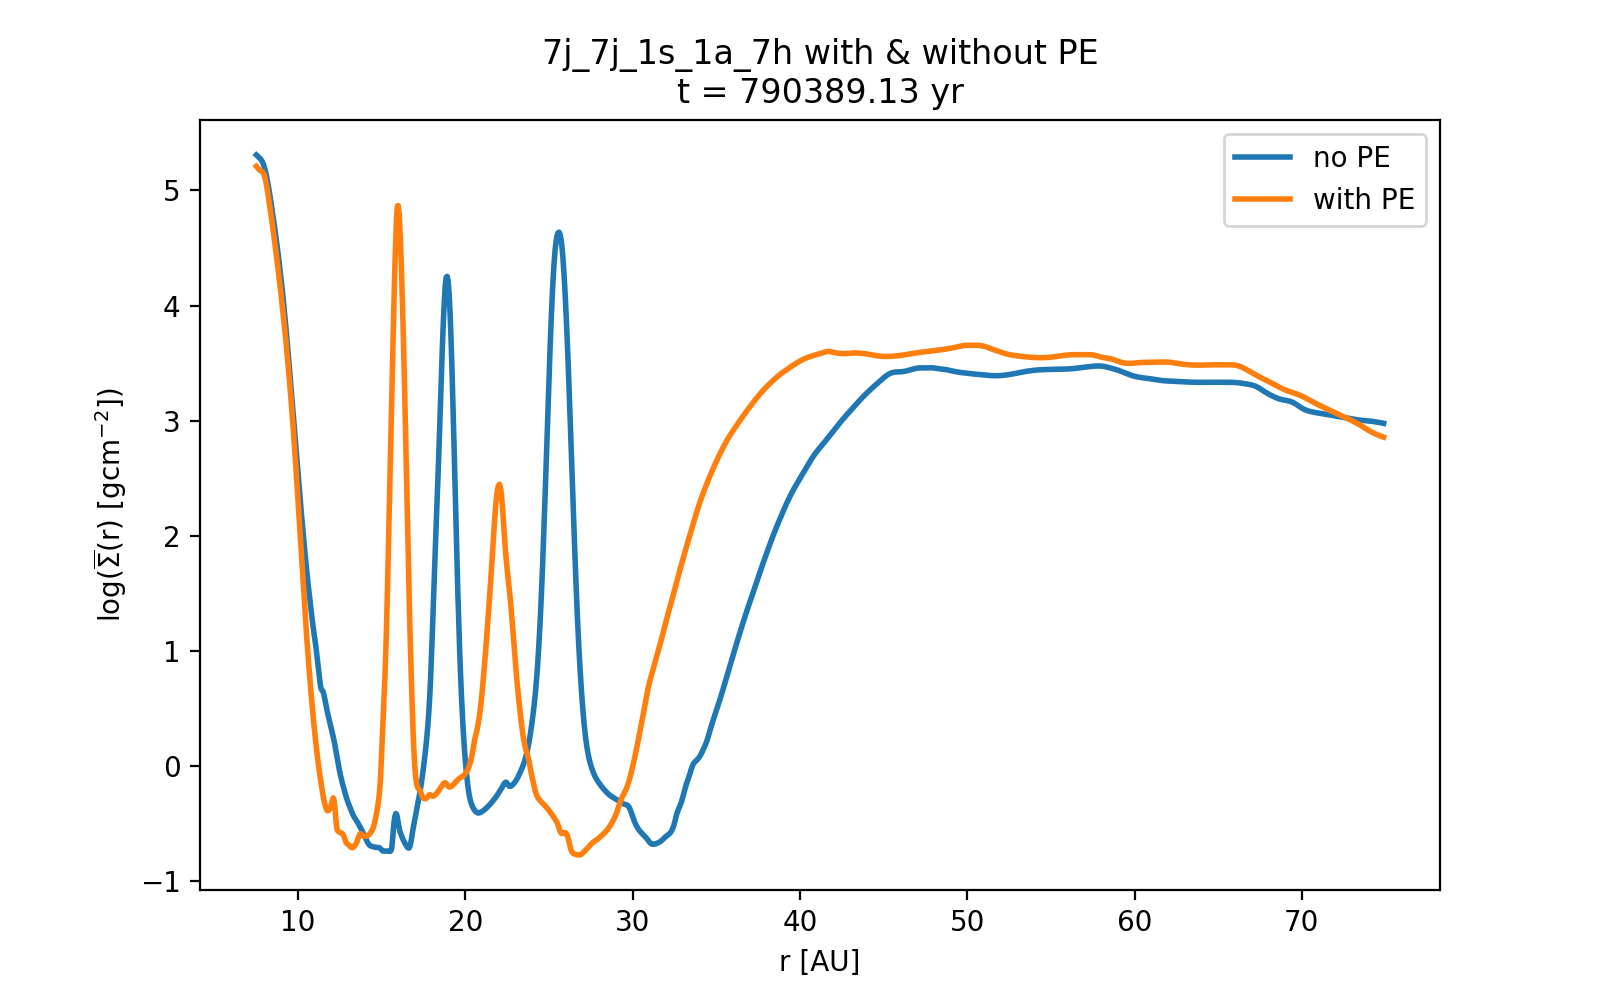 7j_7j_1s_1a_7h with & without PE
t = 790389.13 yr
no PE
with PE
5
4
3
2
1
0
−1
log(Σ̅(r) [gcm⁻²])
10 20 30 40 50 60 70
r [AU]